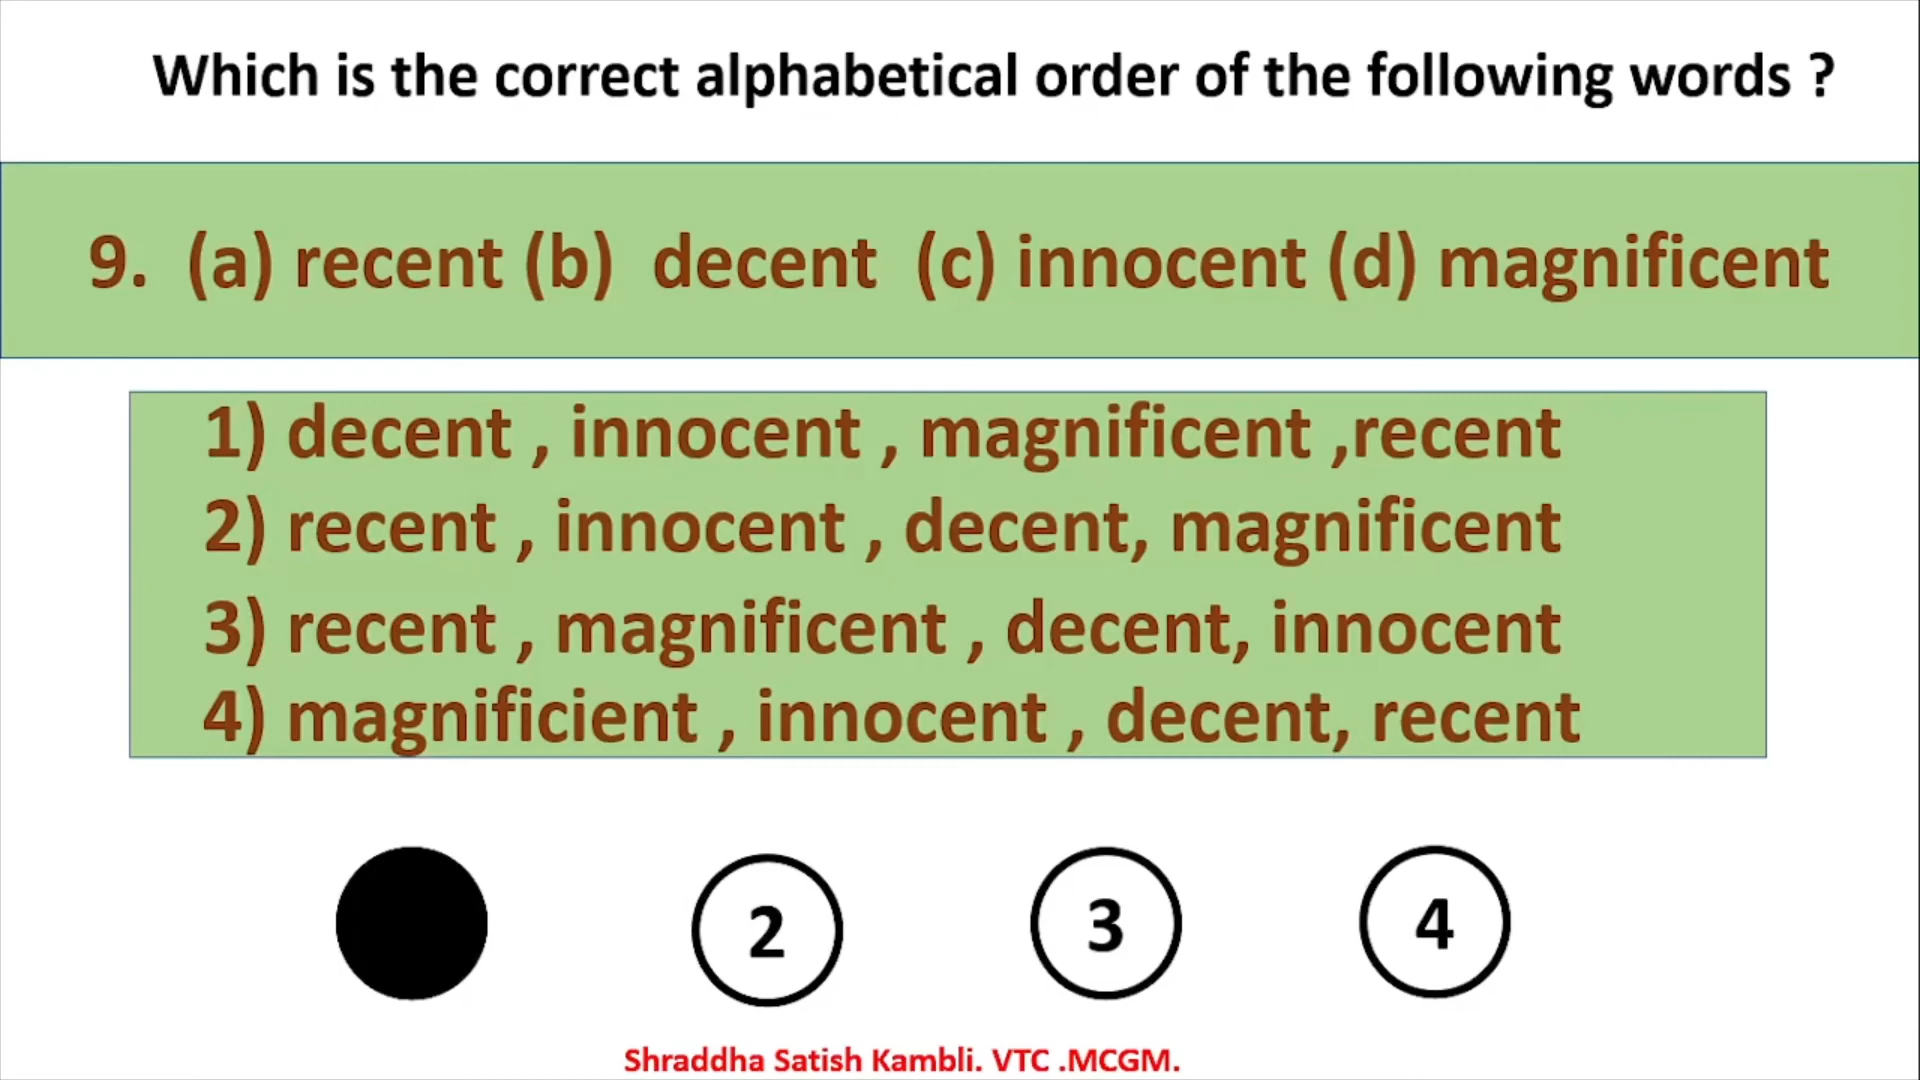 Which is the correct alphabetical order of the following words ?
9. (a) recent (b) decent (c) innocent (d) magnificent
1) decent , innocent , magnificent ,recent
2) recent , innocent , decent, magnificent
3) recent , magnificent , decent, innocent
4) magnificient , innocent , decent, recent
2 3 4
Shraddha Satish Kambli. VTC .MCGM.